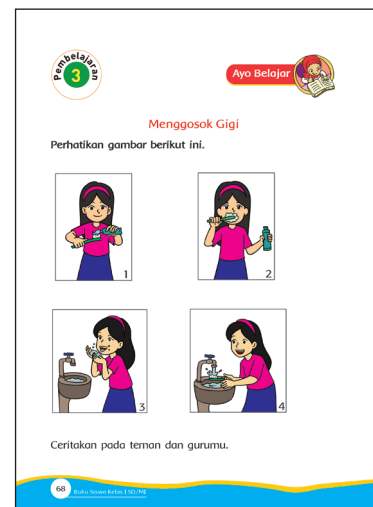 Pembelajaran
3
Ayo Belajar
Menggosok Gigi
Perhatikan gambar berikut ini.
1
2
3
4
Ceritakan pada teman dan gurumu.
68
Buku Siswa Kelas I SD/MI